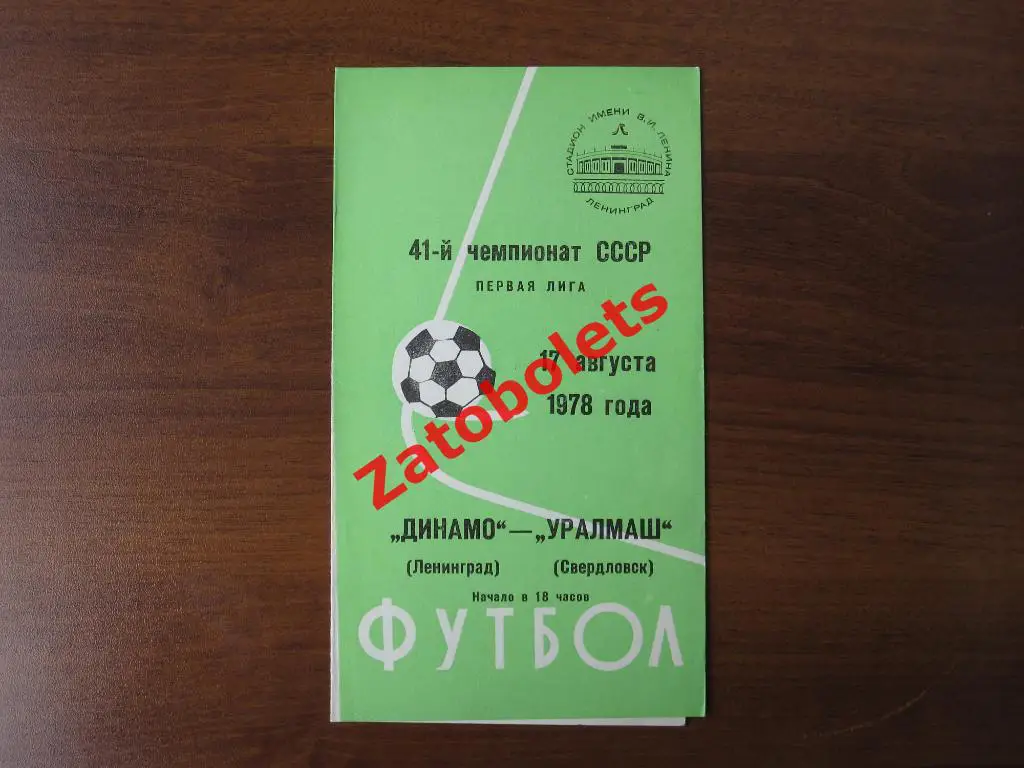 СТАДИОН ИМЕНИ В.И. ЛЕНИНА
ЛЕНИНГРАД
41-й чемпионат СССР
ПЕРВАЯ ЛИГА
17 августа
1978 года
Zatobolets
„ДИНАМО“—„УРАЛМАШ“
(Ленинград) (Свердловск)
Начало в 18 часов
ФУТБОЛ